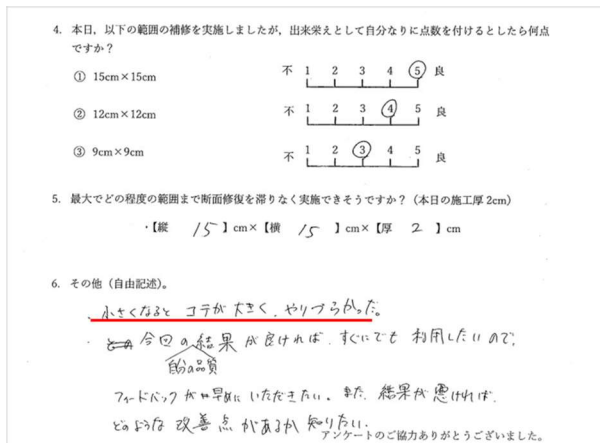 4. 本日，以下の範囲の補修を実施しましたが，出来栄えとして自分なりに点数を付けるとしたら何点
ですか？
① 15cm×15cm 不 1 2 3 4 5 良
② 12cm×12cm 不 1 2 3 4 5 良
③ 9cm×9cm 不 1 2 3 4 5 良
5. 最大でどの程度の範囲まで断面修復を滞りなく実施できそうですか？（本日の施工厚 2cm）
・【縦 15 】cm×【横 15 】cm×【厚 2 】cm
6. その他（自由記述）。
・小さくなると コテが大きく、やりづらかった。
・今回の結果が良ければ、すぐにでも 利用したいので、
自分の品質
フィードバックが早めにいただきたい。また、結果が悪ければ、
どのような改善点があるか知りたい。
アンケートのご協力ありがとうございました。